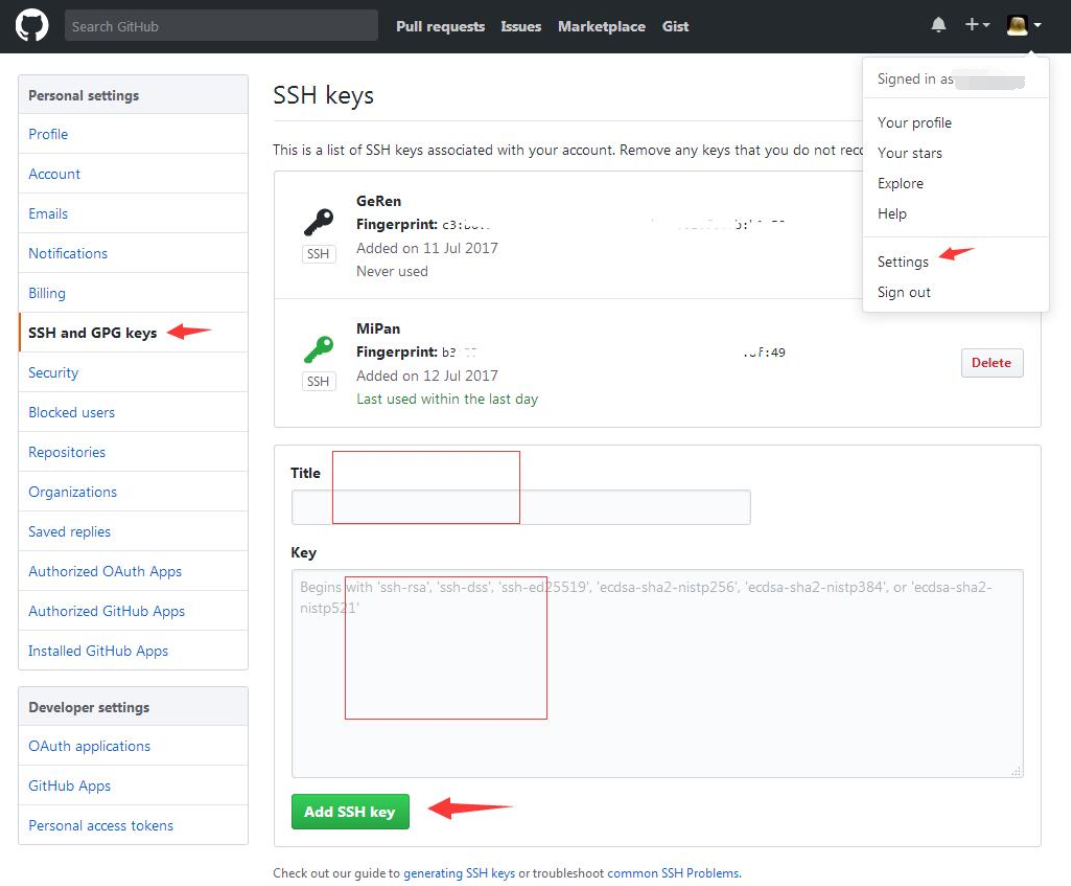 Search GitHub
Pull requests Issues Marketplace Gist
Signed in as
Your profile
Your stars
Explore
Help
Settings
Sign out
Personal settings
Profile
Account
Emails
Notifications
Billing
SSH and GPG keys
Security
Blocked users
Repositories
Organizations
Saved replies
Authorized OAuth Apps
Authorized GitHub Apps
Installed GitHub Apps
Developer settings
OAuth applications
GitHub Apps
Personal access tokens
SSH keys
This is a list of SSH keys associated with your account. Remove any keys that you do not
GeRen
Fingerprint: c3:
SSH
Added on 11 Jul 2017
Never used
MiPan
Fingerprint: b3 :49
SSH
Added on 12 Jul 2017
Last used within the last day
Delete
Title
Key
Begins with 'ssh-rsa', 'ssh-dss', 'ssh-ed25519', 'ecdsa-sha2-nistp256', 'ecdsa-sha2-nistp384', or 'ecdsa-sha2-
nistp521'
Add SSH key
Check out our guide to generating SSH keys or troubleshoot common SSH Problems.